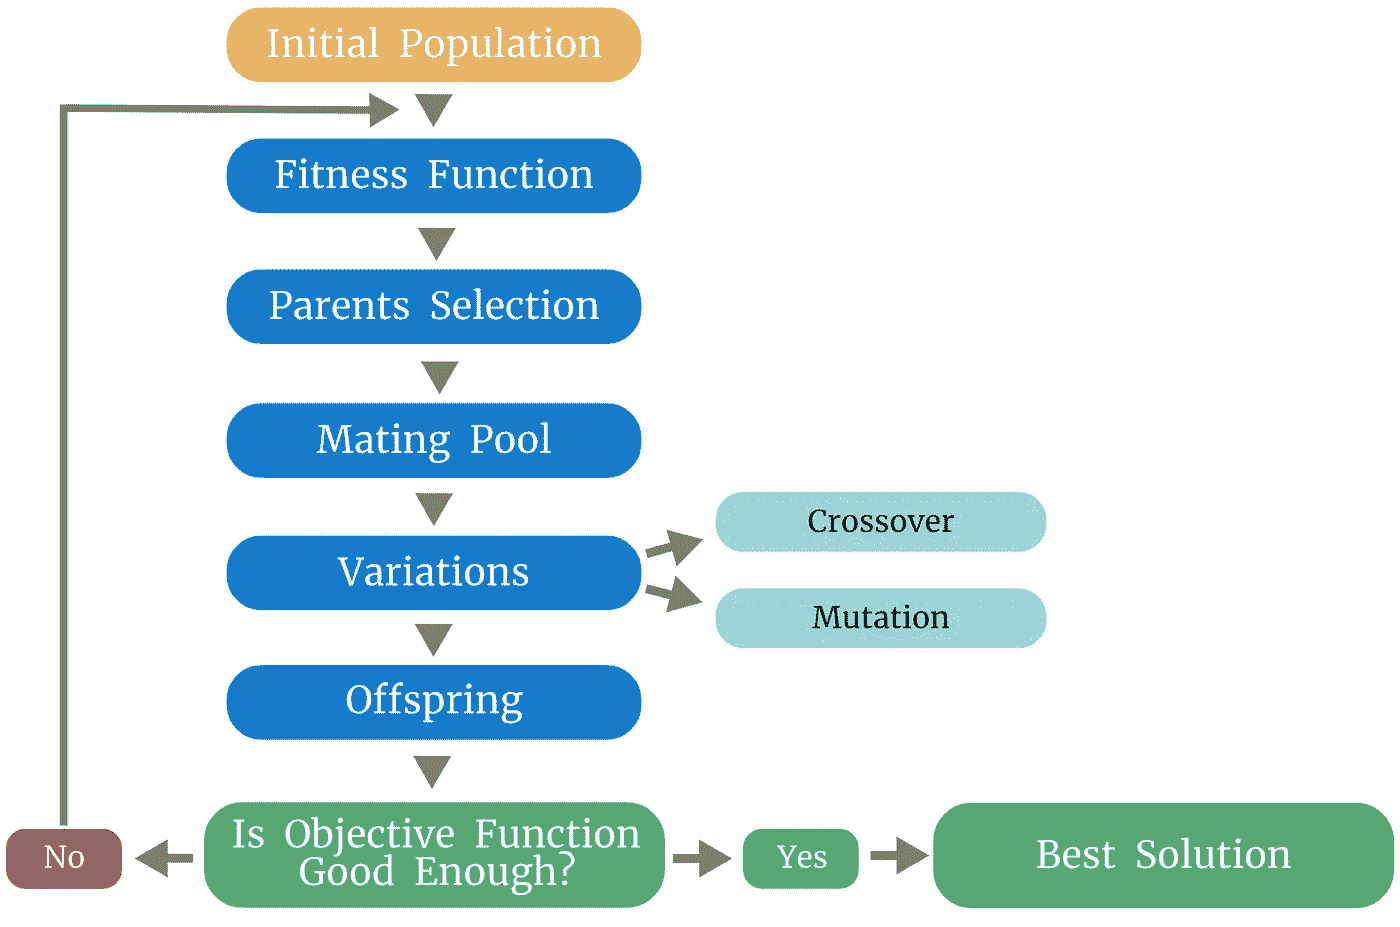 Initial Population
Fitness Function
Parents Selection
Mating Pool
Variations
Crossover
Mutation
Offspring
Is Objective Function
Good Enough?
No
Yes
Best Solution